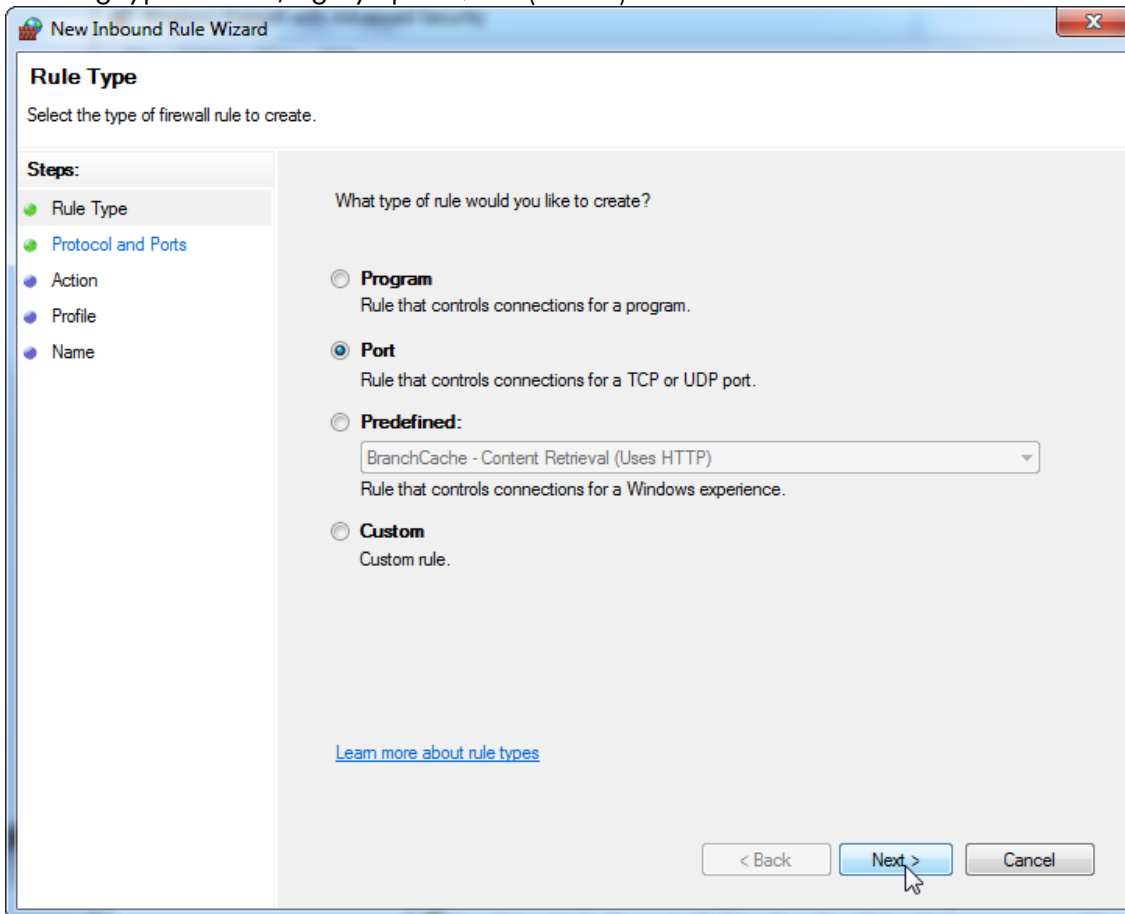 New Inbound Rule Wizard
Rule Type
Select the type of firewall rule to create.
Steps:
Rule Type
Protocol and Ports
Action
Profile
Name
What type of rule would you like to create?
Program
Rule that controls connections for a program.
Port
Rule that controls connections for a TCP or UDP port.
Predefined:
BranchCache - Content Retrieval (Uses HTTP)
Rule that controls connections for a Windows experience.
Custom
Custom rule.
Learn more about rule types
< Back
Next >
Cancel